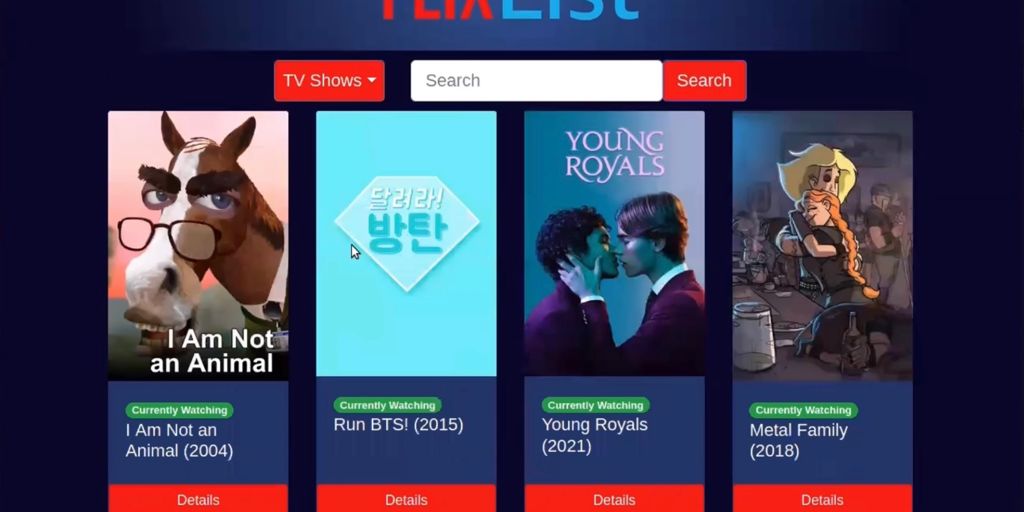 FLIXList
TV Shows
Search
Search
I Am Not
an Animal
달려라!
방탄
YOUNG
ROYALS
Currently Watching
I Am Not an
Animal (2004)
Details
Currently Watching
Run BTS! (2015)
Details
Currently Watching
Young Royals
(2021)
Details
Currently Watching
Metal Family
(2018)
Details